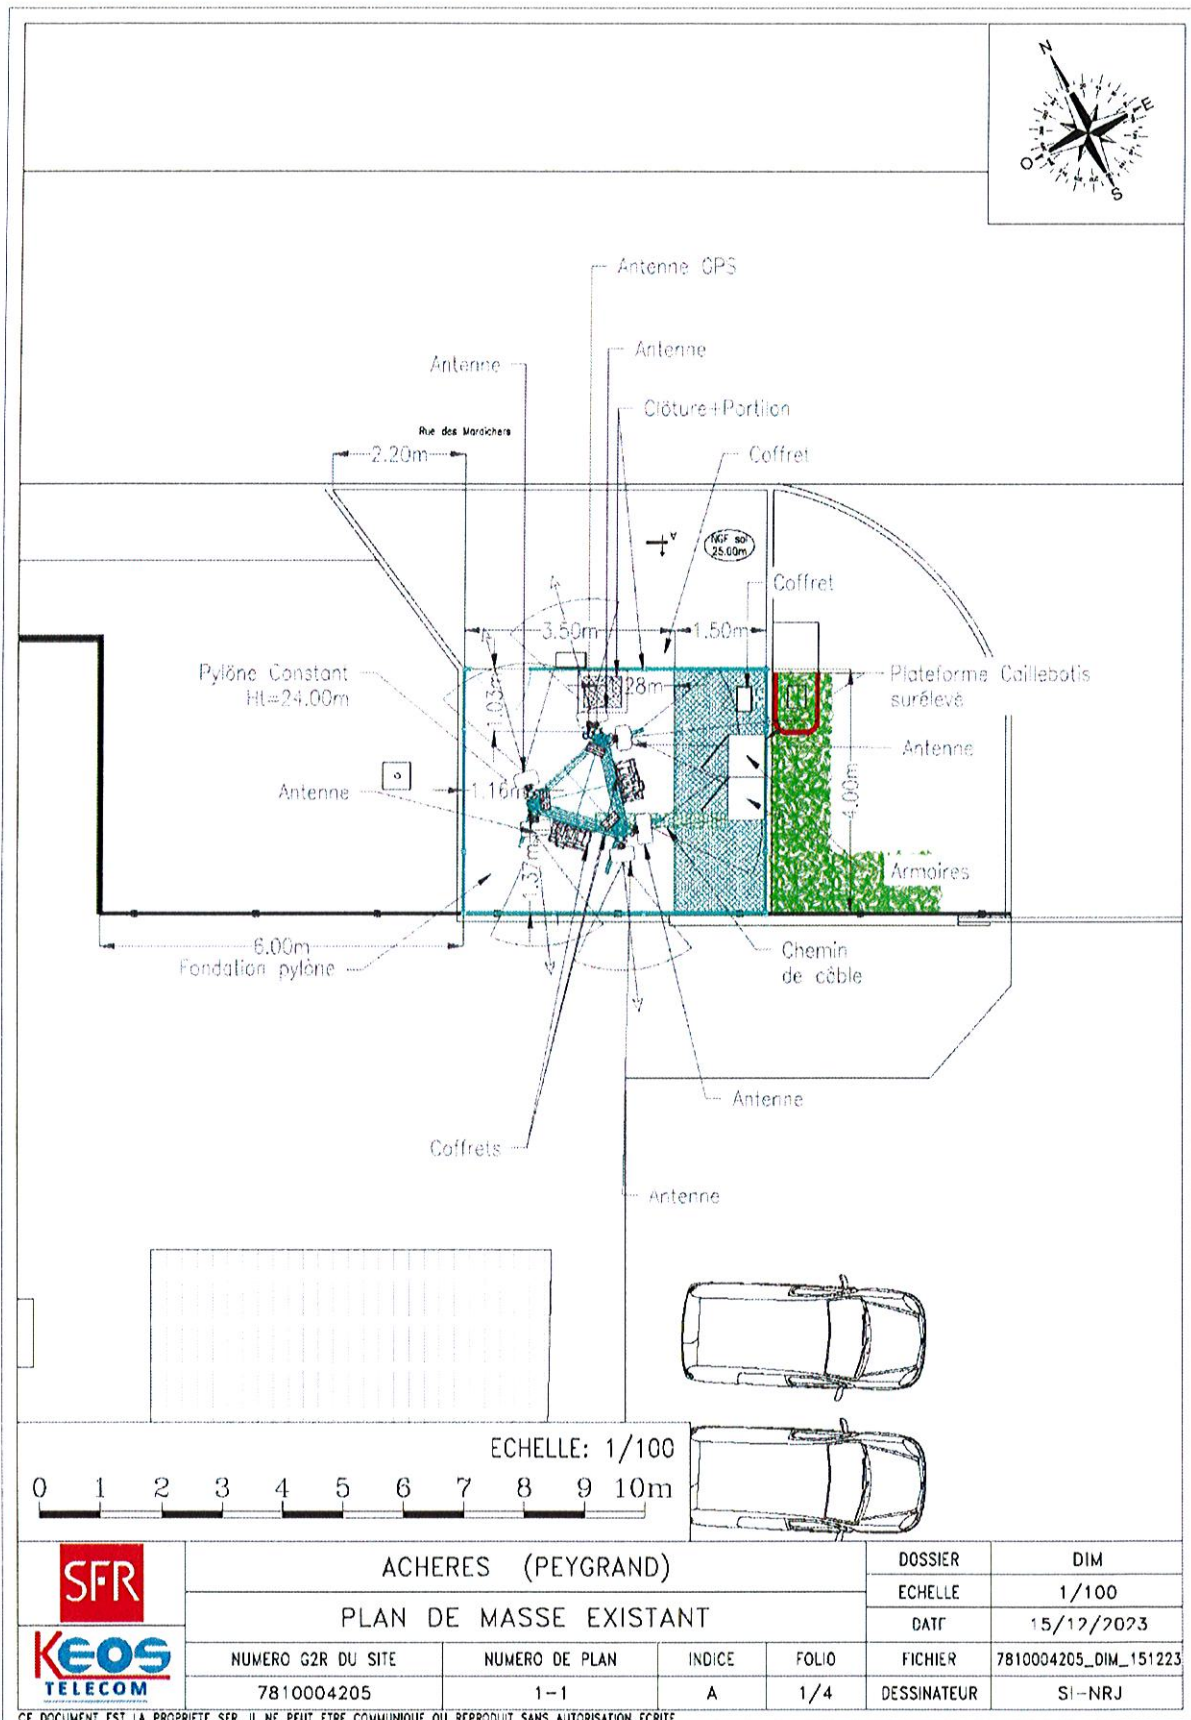 N
E
O
S
Antenne GPS
Antenne
Antenne
Clôture+Portilon
Rue des Maraichers
2.20m
Coffret
A
NGF sol
25.00m
Coffret
3.50m
1.50m
Pylône Constant
Ht=24.00m
1.03m
28m
Plateforme Caillebotis
surélevé
Antenne
Antenne
1.16m
4.00m
1.37m
Armoires
6.00m
Fondation pylône
Chemin
de câble
Antenne
Coffrets
Antenne
ECHELLE: 1/100
0 1 2 3 4 5 6 7 8 9 10m
SFR
KEOS
TELECOM
ACHERES (PEYGRAND)
PLAN DE MASSE EXISTANT
NUMERO G2R DU SITE
NUMERO DE PLAN
INDICE
FOLIO
7810004205
1-1
A
1/4
DOSSIER
DIM
ECHELLE
1/100
DATE
15/12/2023
FICHIER
7810004205_DIM_151223
DESSINATEUR
SI-NRJ
CE DOCUMENT EST LA PROPRIETE SFR. IL NE PEUT ETRE COMMUNIQUE OU REPRODUIT SANS AUTORISATION ECRITE